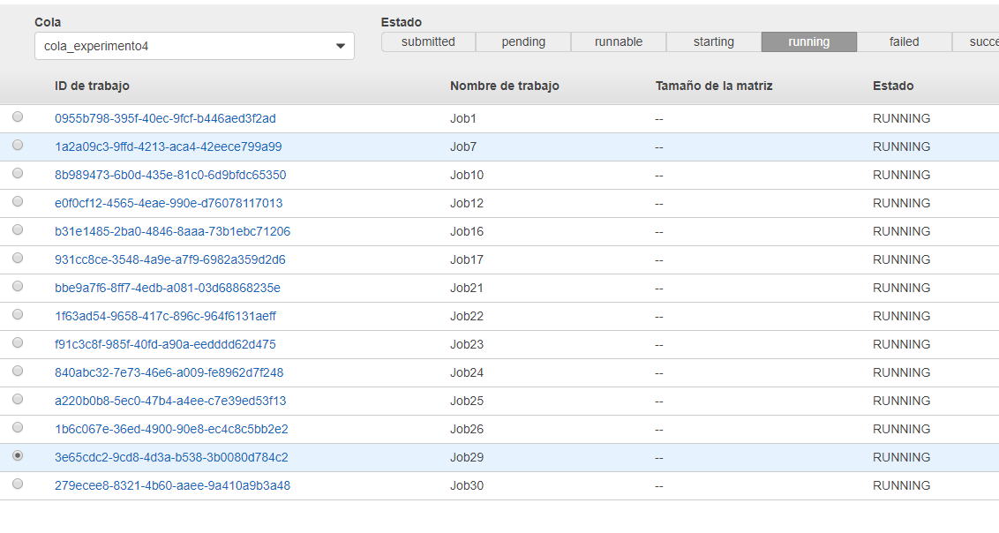 Cola Estado
cola_experimento4 submitted pending runnable starting running failed succe
ID de trabajo Nombre de trabajo Tamaño de la matriz Estado
0955b798-395f-40ec-9fcf-b446aed3f2ad Job1 -- RUNNING
1a2a09c3-9ffd-4213-aca4-42eece799a99 Job7 -- RUNNING
8b989473-6b0d-435e-81c0-6d9bfdc65350 Job10 -- RUNNING
e0f0cf12-4565-4eae-990e-d76078117013 Job12 -- RUNNING
b31e1485-2ba0-4846-8aaa-73b1ebc71206 Job16 -- RUNNING
931cc8ce-3548-4a9e-a7f9-6982a359d2d6 Job17 -- RUNNING
bbe9a7f6-8ff7-4edb-a081-03d68868235e Job21 -- RUNNING
1f63ad54-9658-417c-896c-964f6131aeff Job22 -- RUNNING
f91c3c8f-985f-40fd-a90a-eedddd62d475 Job23 -- RUNNING
840abc32-7e73-46e6-a009-fe8962d7f248 Job24 -- RUNNING
a220b0b8-5ec0-47b4-a4ee-c7e39ed53f13 Job25 -- RUNNING
1b6c067e-36ed-4900-90e8-ec4c8c5bb2e2 Job26 -- RUNNING
3e65cdc2-9cd8-4d3a-b538-3b0080d784c2 Job29 -- RUNNING
279ecee8-8321-4b60-aaee-9a410a9b3a48 Job30 -- RUNNING